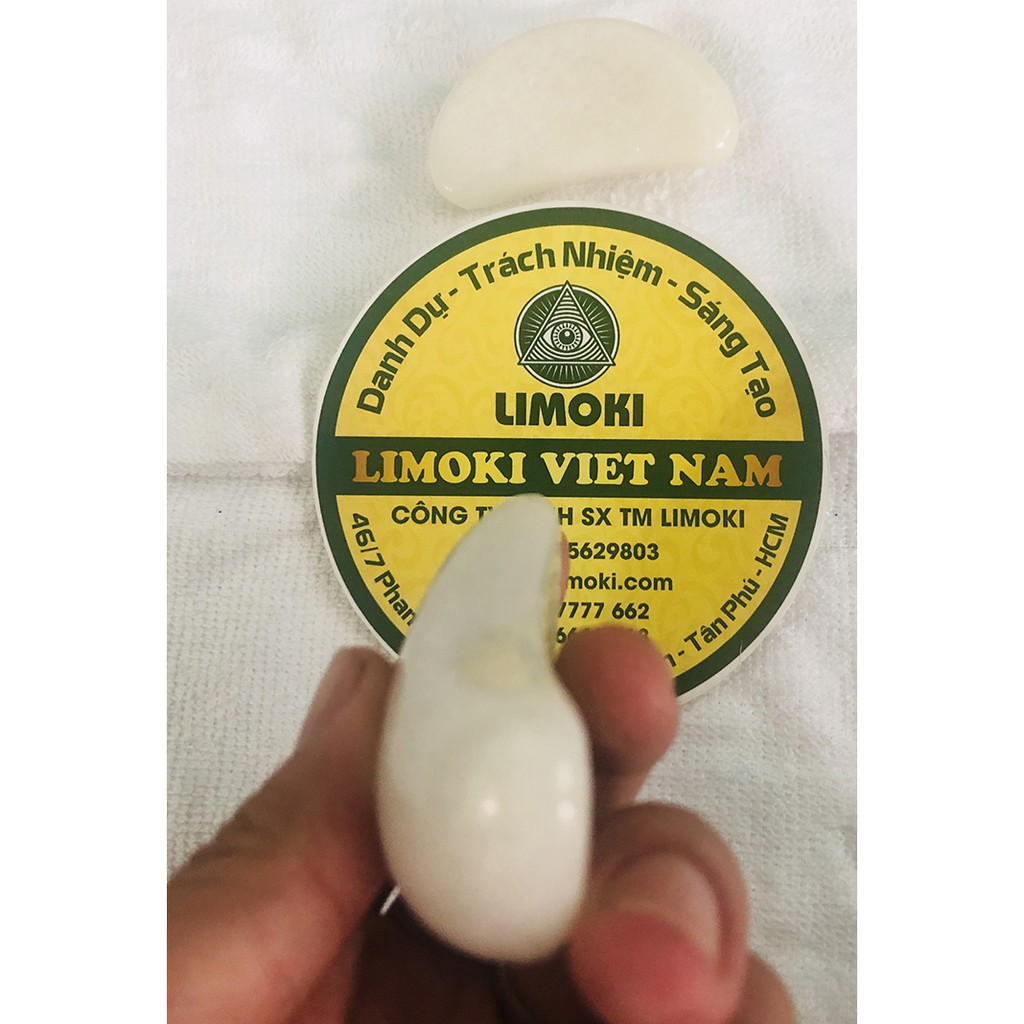 Danh Dự - Trách Nhiệm - Sáng Tạo
LIMOKI
LIMOKI VIET NAM
CÔNG SX TM LIMOKI
5629803
moki.com
7777 662
46/7 Phan - Tân Phú - HCM